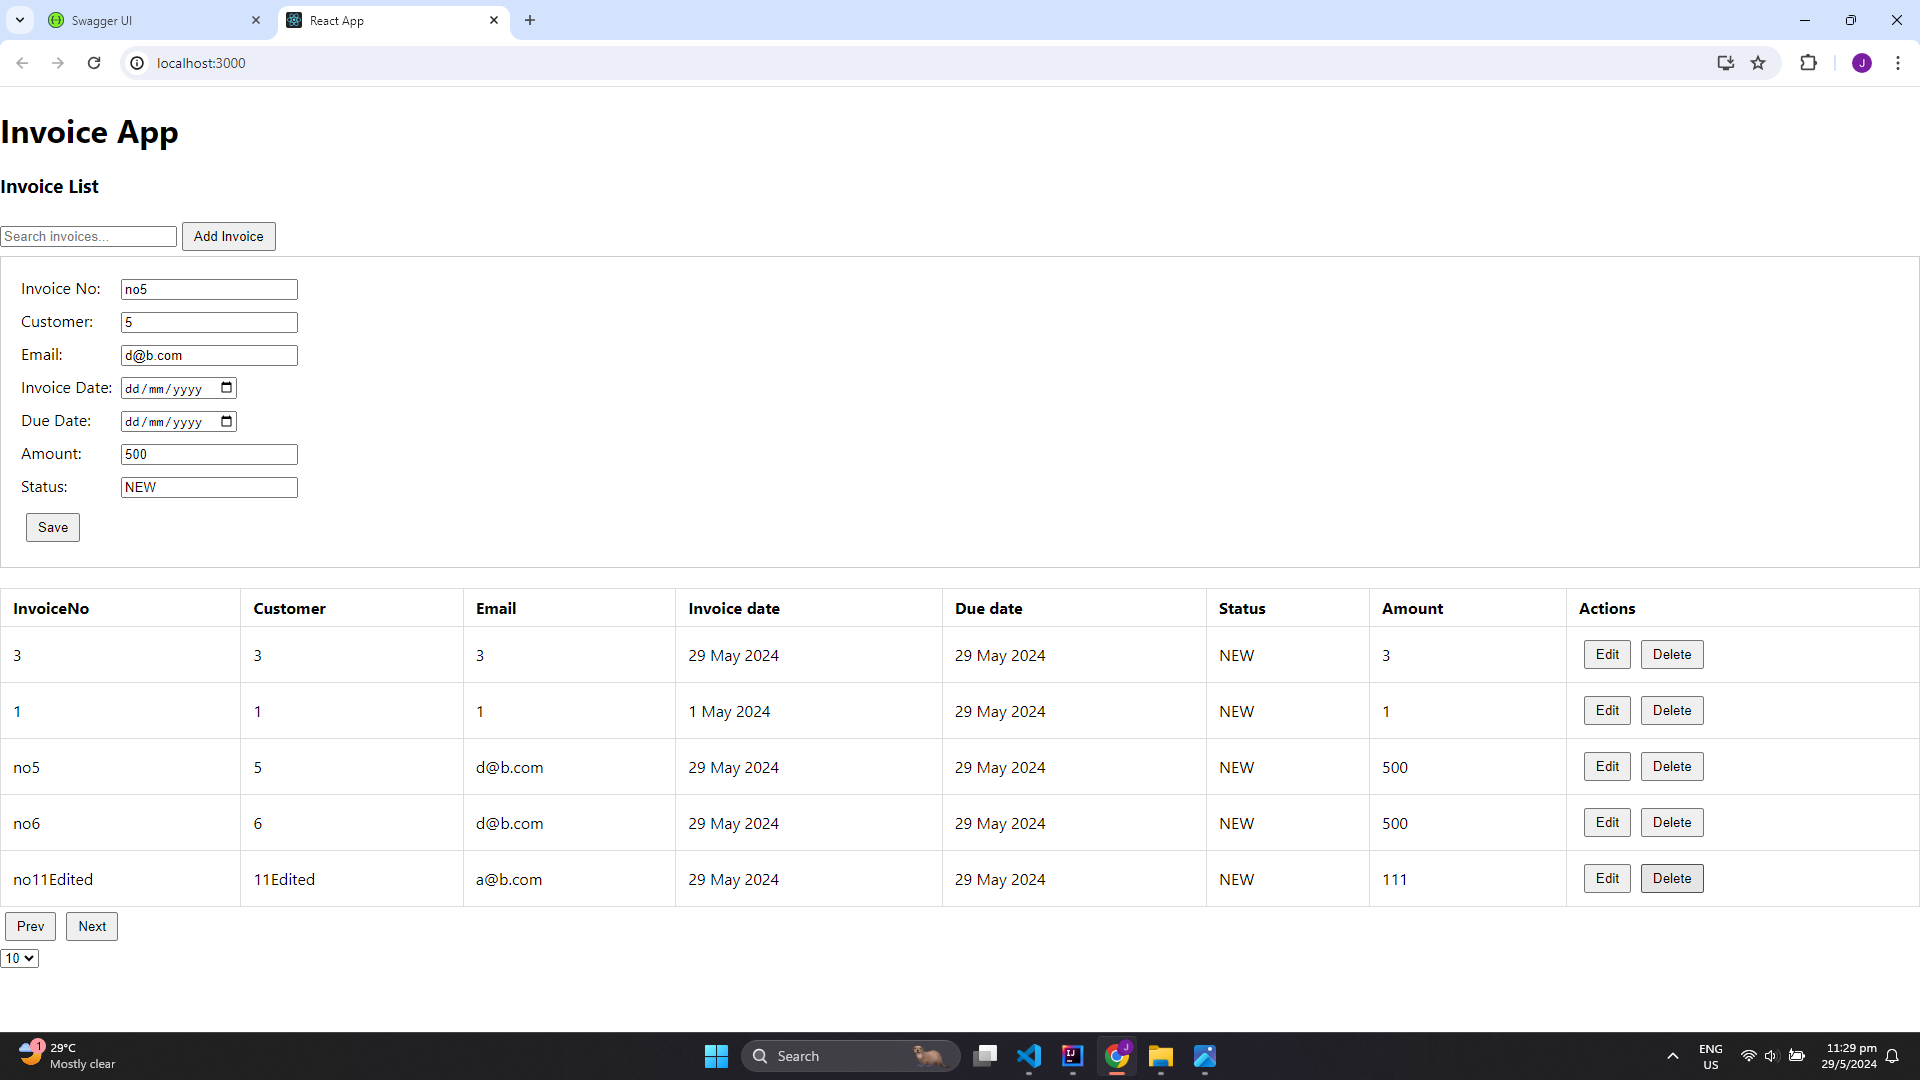 Swagger UI
React App
localhost:3000
J
Invoice App
Invoice List
Search invoices...
Add Invoice
Invoice No: no5
Customer: 5
Email: d@b.com
Invoice Date: dd/mm/yyyy
Due Date: dd/mm/yyyy
Amount: 500
Status: NEW
Save
InvoiceNo Customer Email Invoice date Due date Status Amount Actions
3 3 3 29 May 2024 29 May 2024 NEW 3 Edit Delete
1 1 1 1 May 2024 29 May 2024 NEW 1 Edit Delete
no5 5 d@b.com 29 May 2024 29 May 2024 NEW 500 Edit Delete
no6 6 d@b.com 29 May 2024 29 May 2024 NEW 500 Edit Delete
no11Edited 11Edited a@b.com 29 May 2024 29 May 2024 NEW 111 Edit Delete
Prev Next
10
1
29°C
Mostly clear
Search
IJ
J
ENG
US
11:29 pm
29/5/2024